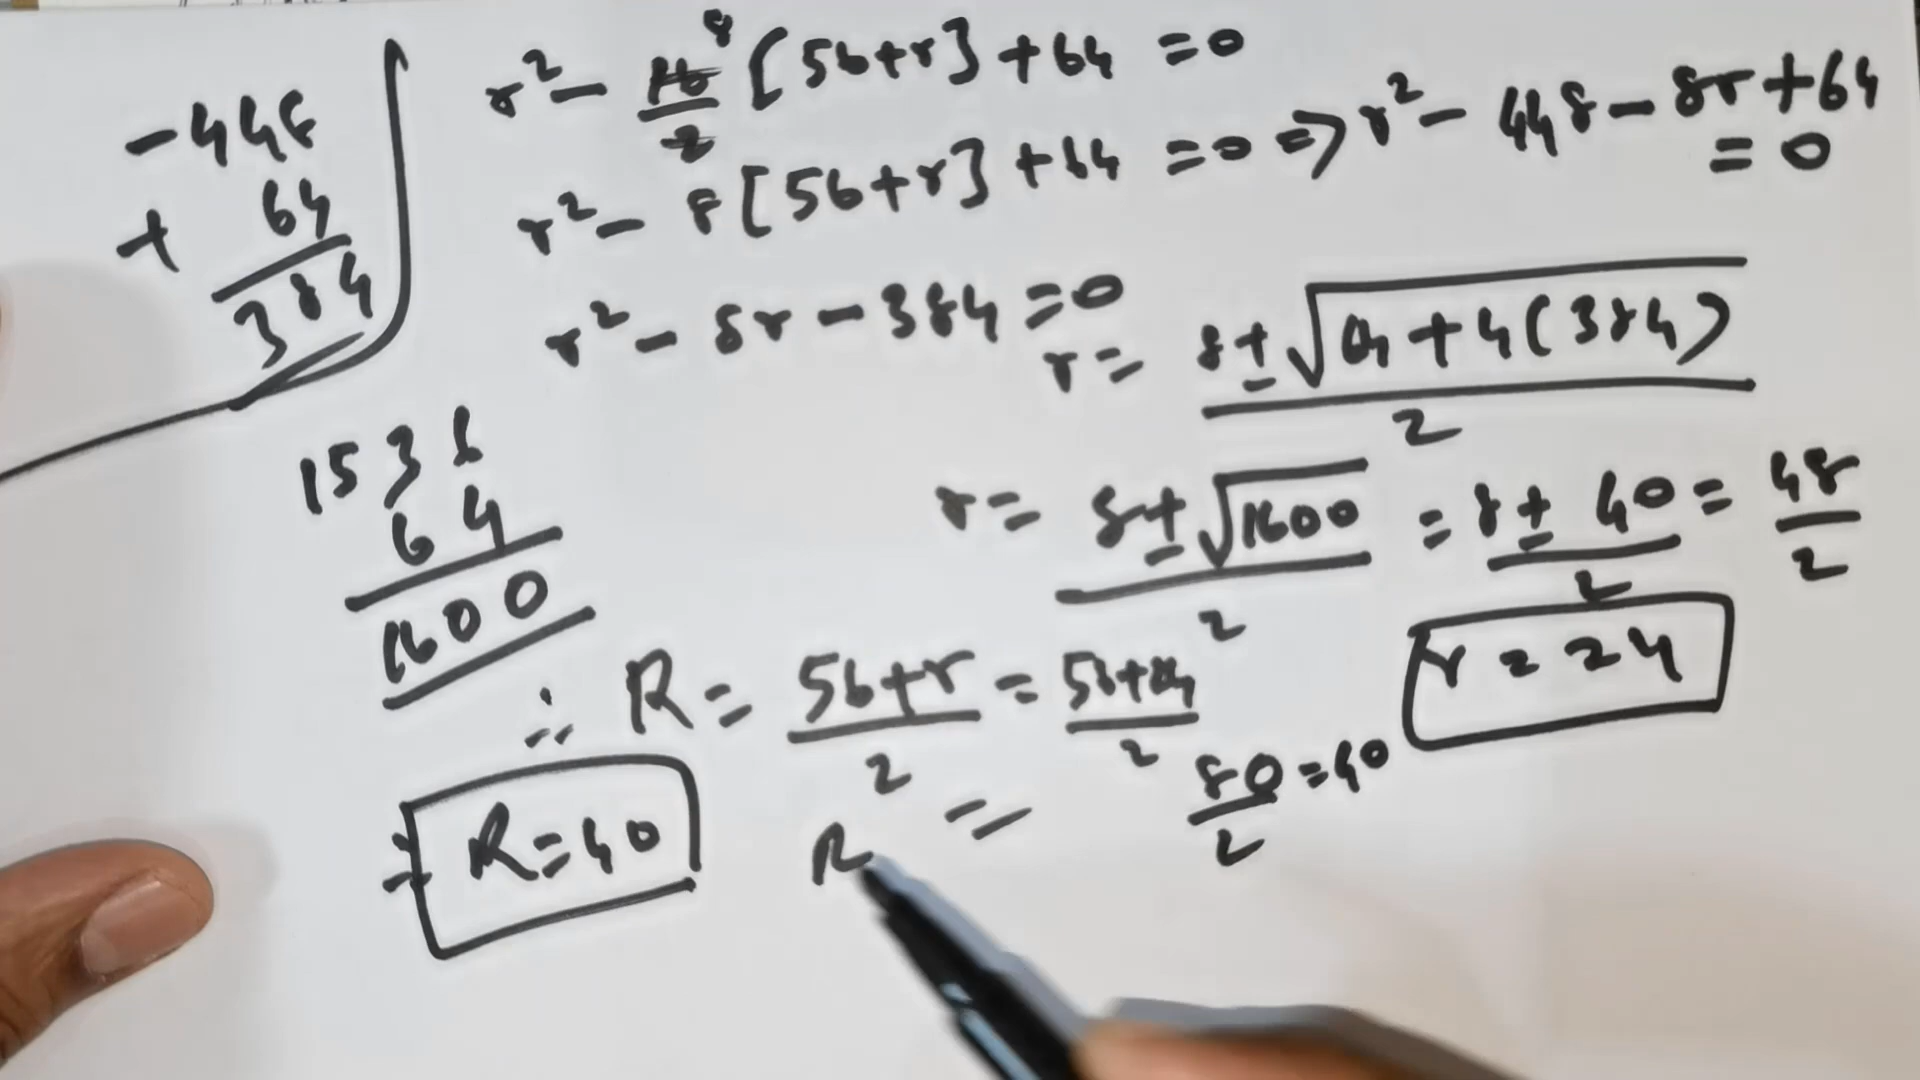 r² - 16/2 8 [56+r] + 64 = 0
-448
+ 64
384
r² - 8[56+r] + 64 = 0 => r² - 448 - 8r + 64 = 0
r² - 8r - 384 = 0
r = 8 ± √64 + 4(384) / 2
1536
64
1600
r = 8 ± √1600 / 2 = 8 ± 40 / 2 = 48 / 2
r = 24
∴ R = 56+r / 2 = 56+24 / 2
= 80 / 2 = 40
R = 40
R